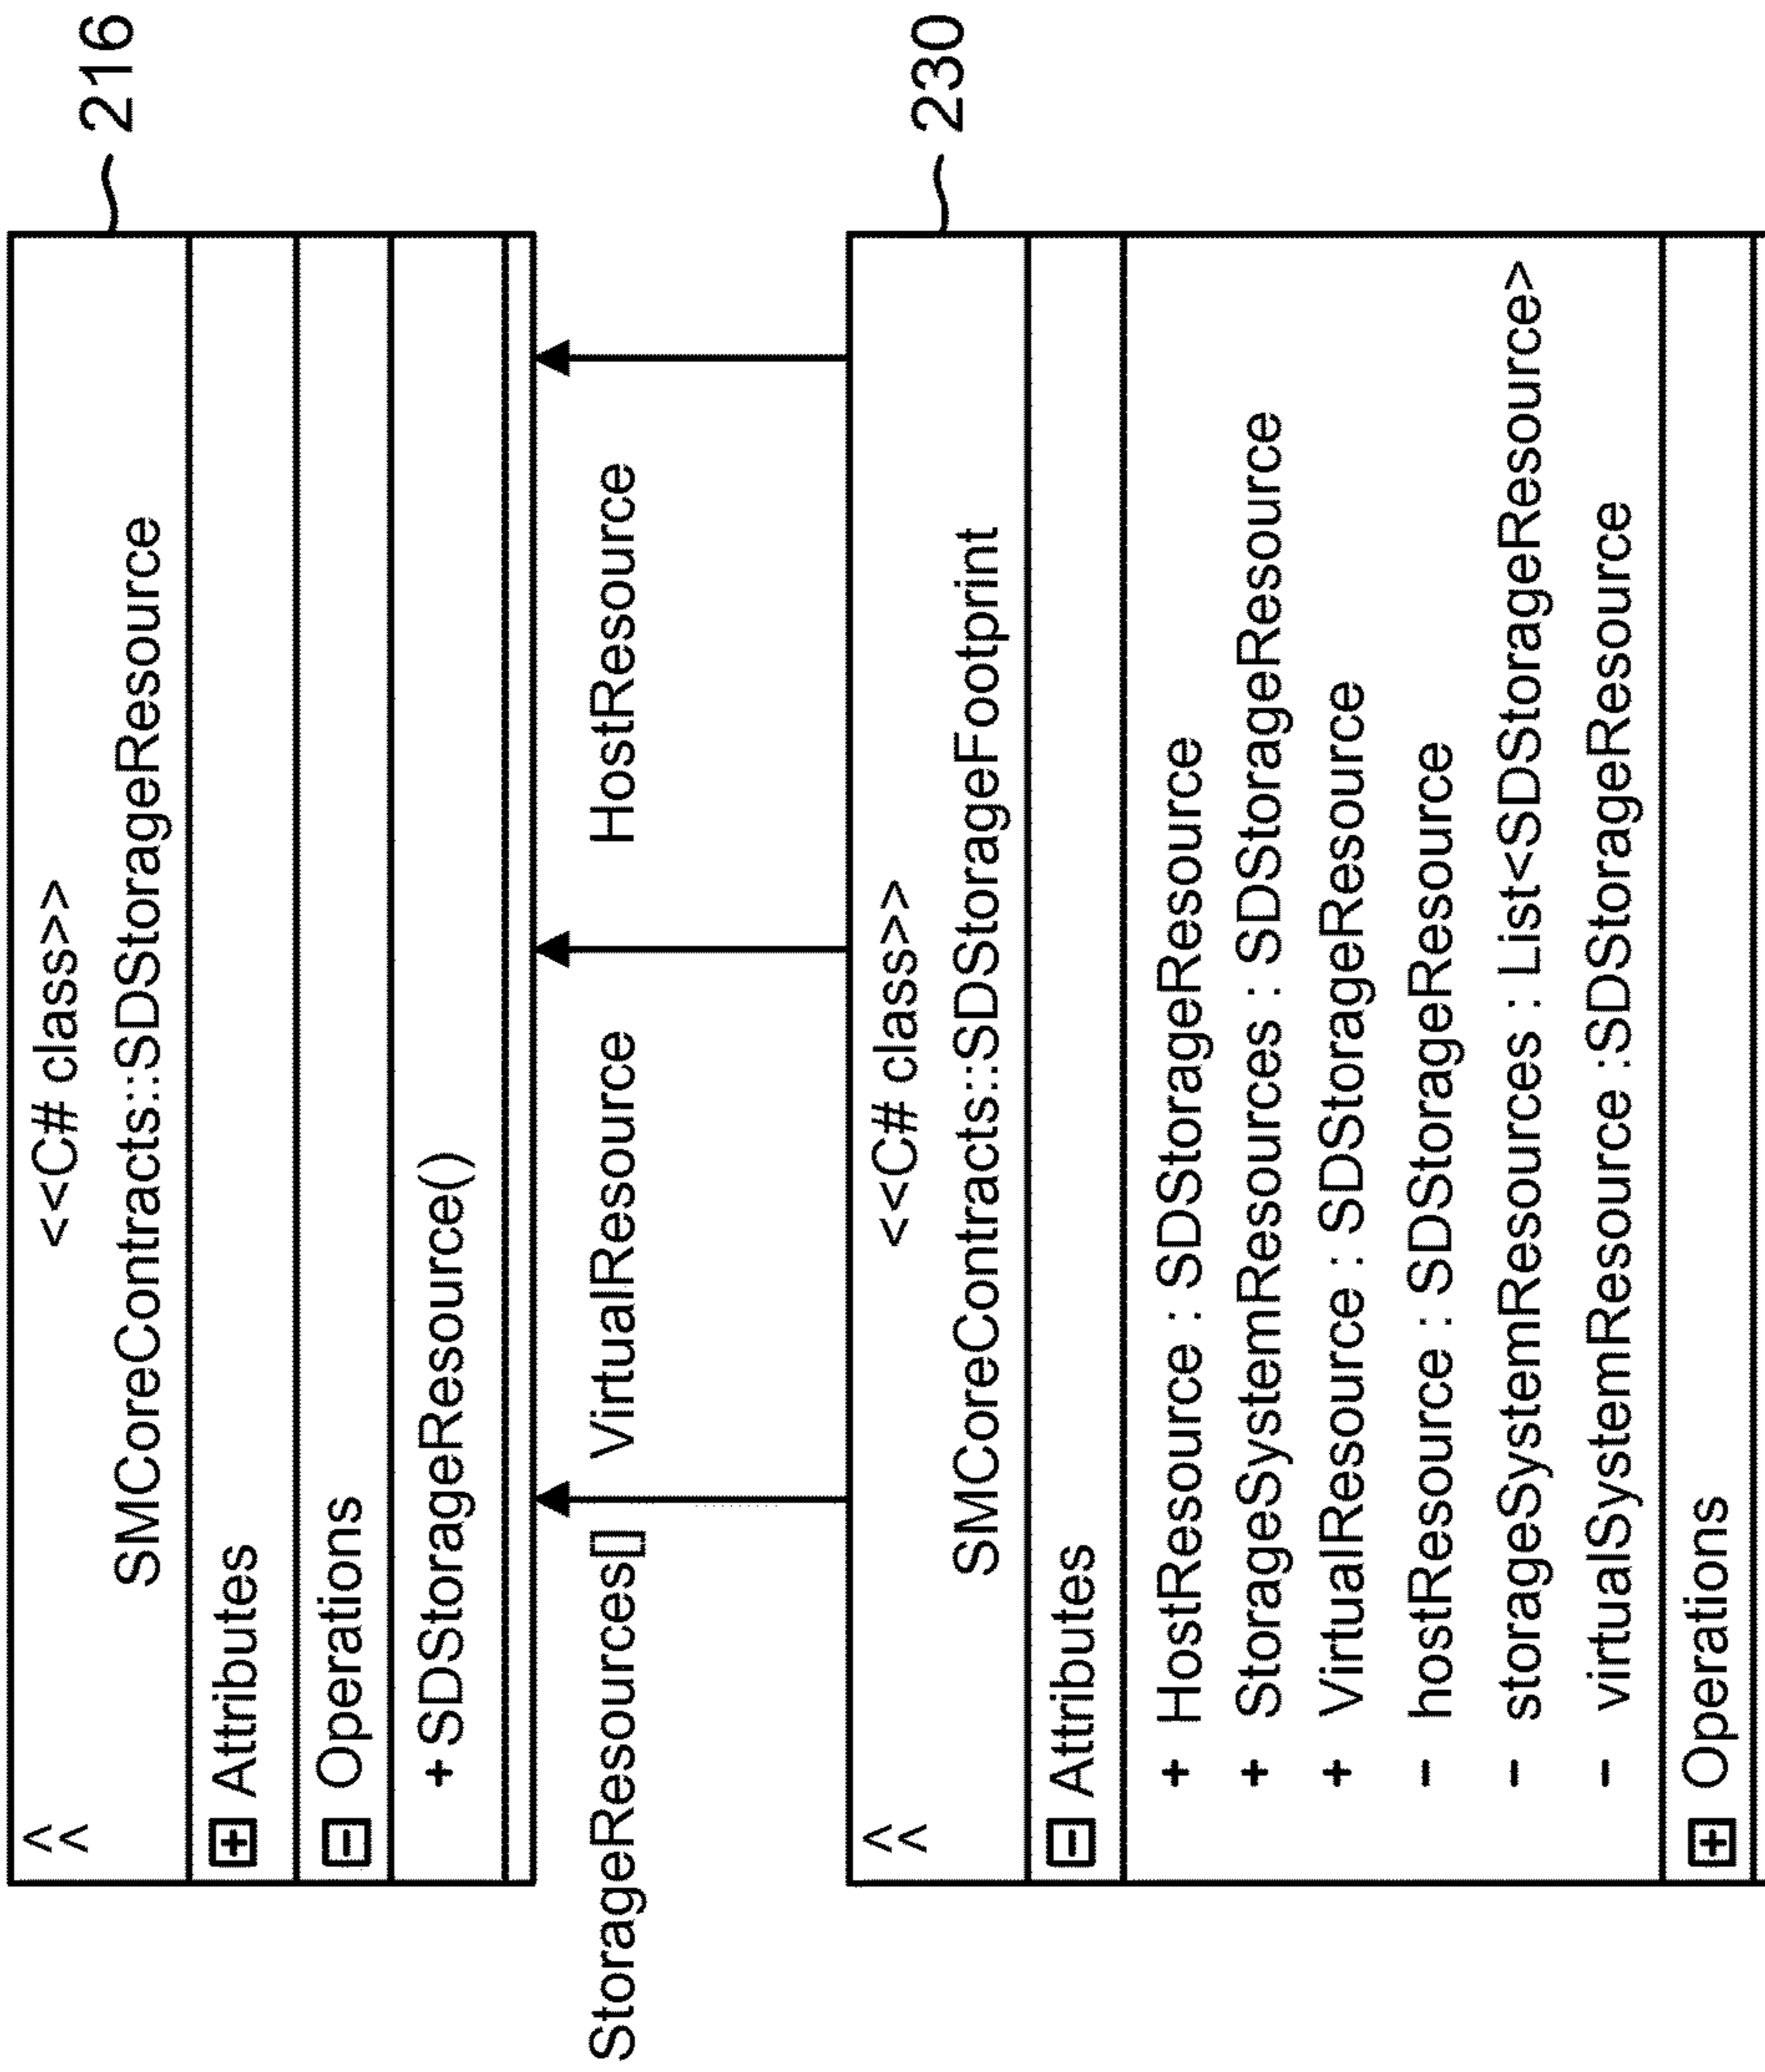 <<
<<C# class>>
SMCoreContracts::SDStorageResource
216
+ Attributes
- Operations
+ SDStorageResource()
StorageResources[]
VirtualResource
HostResource
<<
<<C# class>>
SMCoreContracts::SDStorageFootprint
230
- Attributes
+ HostResource : SDStorageResource
+ StorageSystemResources : SDStorageResource
+ VirtualResource : SDStorageResource
- hostResource : SDStorageResource
- storageSystemResources : List<SDStorageResource>
- virtualSystemResource :SDStorageResource
+ Operations